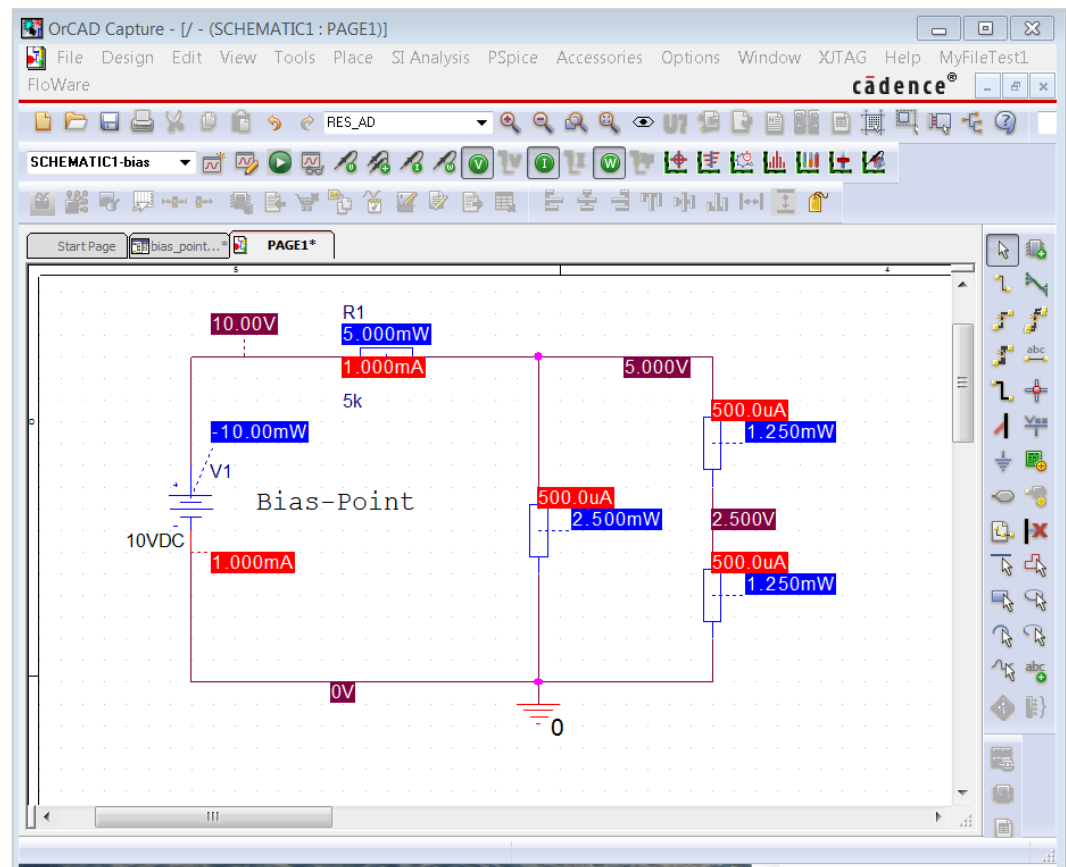 OrCAD Capture - [/ - (SCHEMATIC1 : PAGE1)]
File Design Edit View Tools Place SI Analysis PSpice Accessories Options Window XJTAG Help MyFileTest1
FloWare
cādence®
RES_AD
U?
SCHEMATIC1-bias
V V I I W W
Start Page bias_point...* PAGE1*
5 4
abc
10.00V
R1
5.000mW
1.000mA
5k
5.000V
500.0uA
1.250mW
-10.00mW
V1
+
-
Bias-Point
10VDC
1.000mA
500.0uA
2.500mW
2.500V
500.0uA
1.250mW
0V
0
D
abc